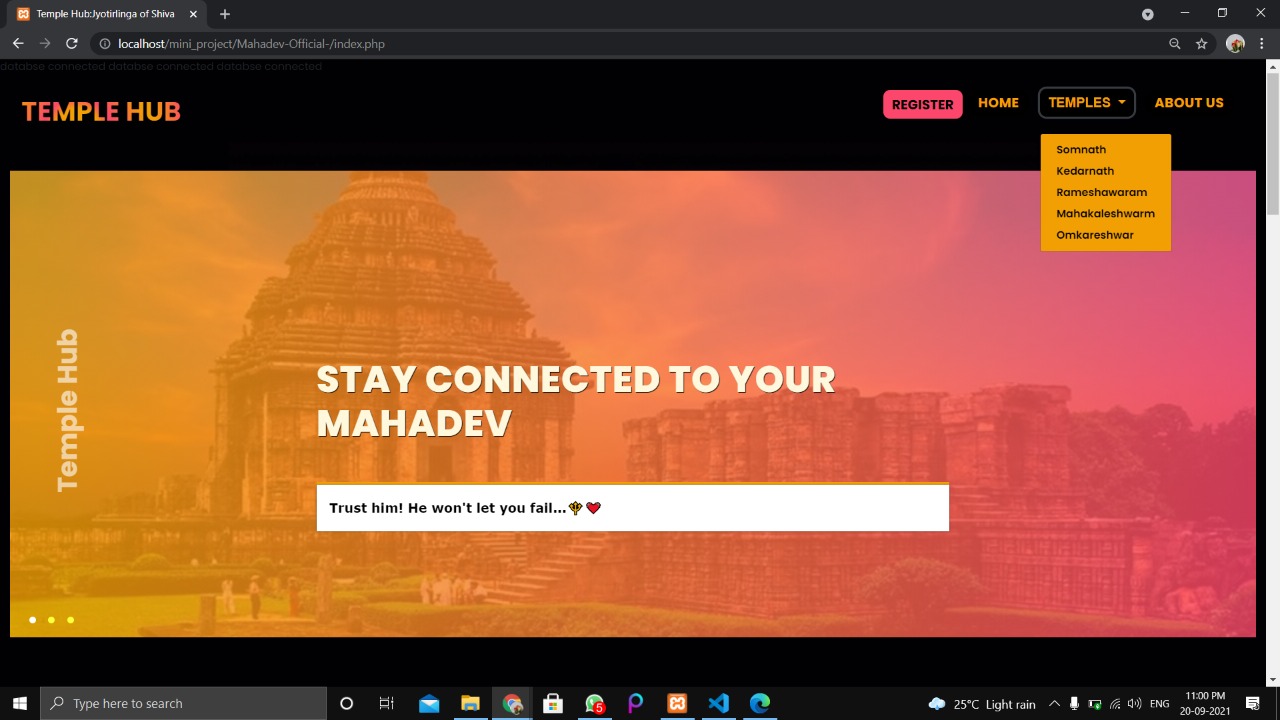 Temple Hub:Jyotirlinga of Shiva
localhost/mini_project/Mahadev-Official-/index.php
databse connected databse connected databse connected
TEMPLE HUB
REGISTER HOME TEMPLES ABOUT US
Somnath
Kedarnath
Rameshawaram
Mahakaleshwarm
Omkareshwar
Temple Hub
STAY CONNECTED TO YOUR
MAHADEV
Trust him! He won't let you fail...
Type here to search
5
25°C Light rain
ENG
11:00 PM
20-09-2021